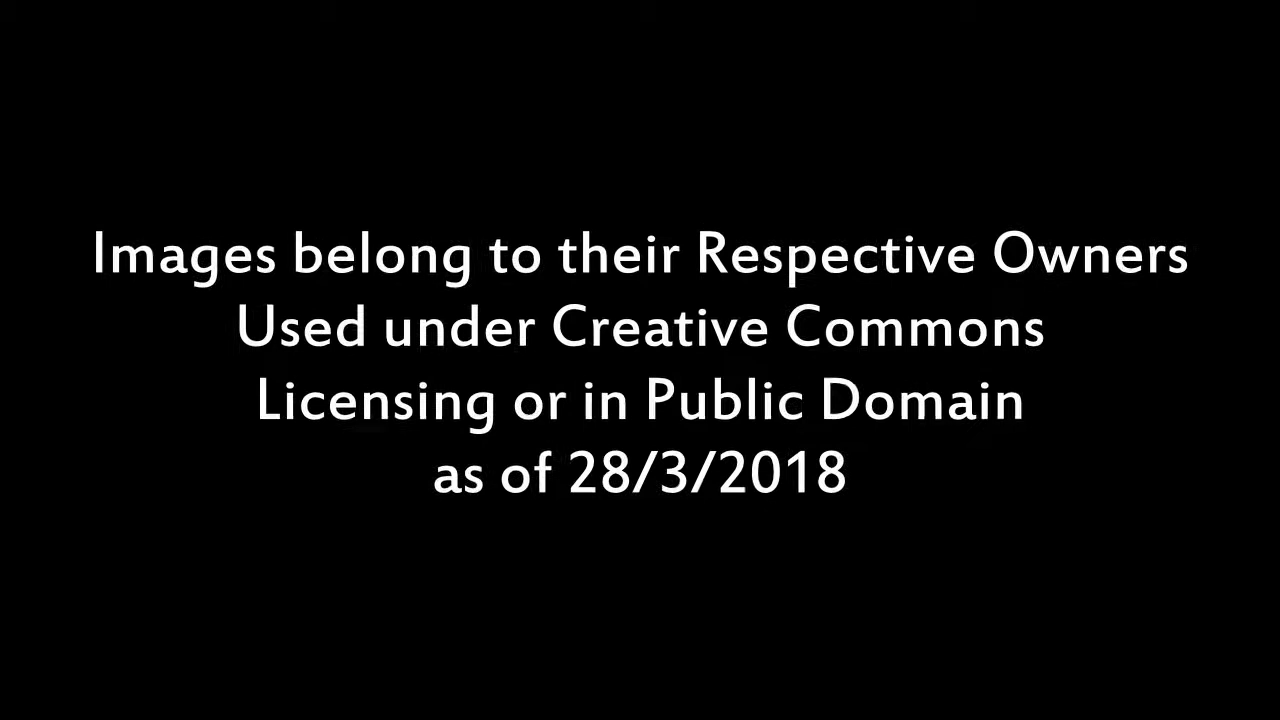 Images belong to their Respective Owners
Used under Creative Commons
Licensing or in Public Domain
as of 28/3/2018